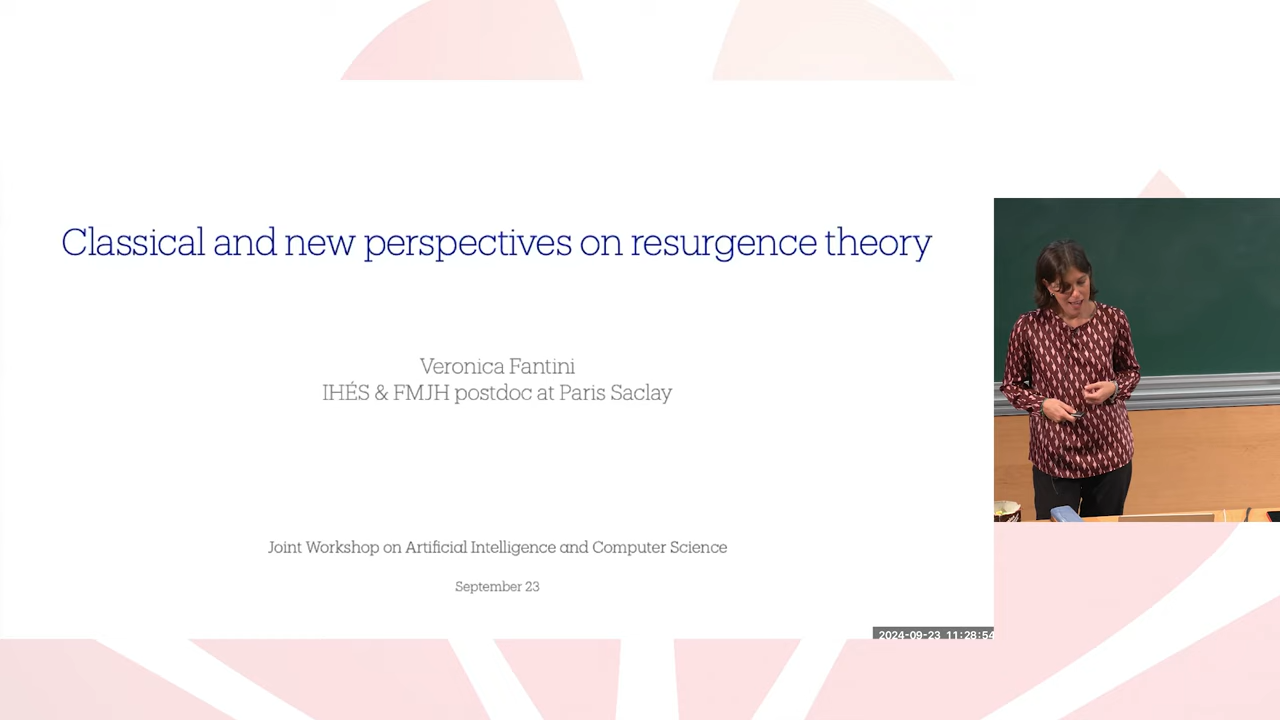 Classical and new perspectives on resurgence theory
Veronica Fantini
IHÉS & FMJH postdoc at Paris Saclay
Joint Workshop on Artificial Intelligence and Computer Science
September 23
2024-09-23 11:28:54